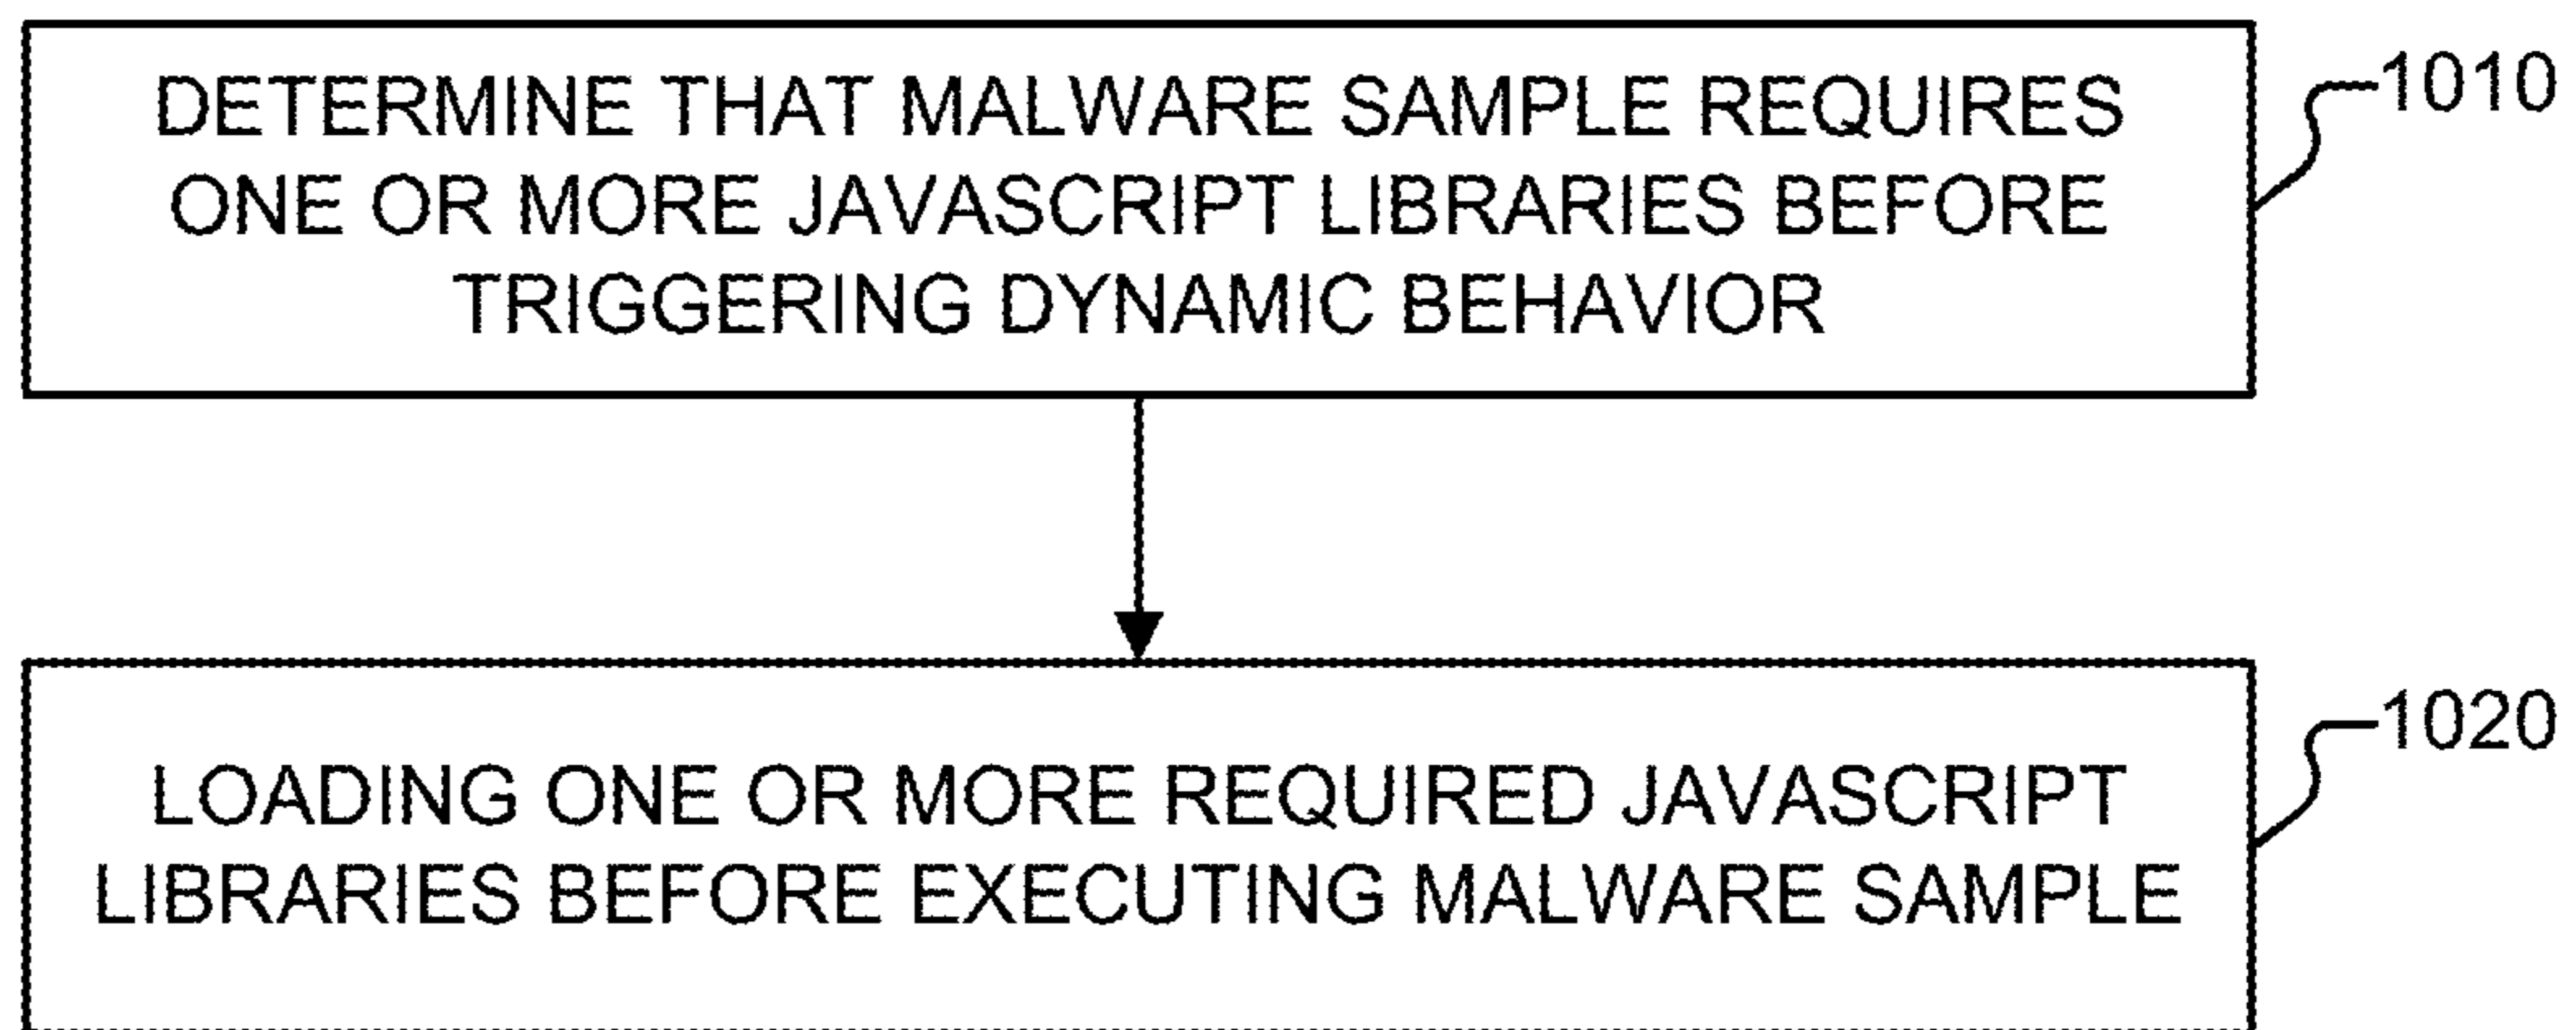 DETERMINE THAT MALWARE SAMPLE REQUIRES
ONE OR MORE JAVASCRIPT LIBRARIES BEFORE
TRIGGERING DYNAMIC BEHAVIOR
1010
LOADING ONE OR MORE REQUIRED JAVASCRIPT
LIBRARIES BEFORE EXECUTING MALWARE SAMPLE
1020